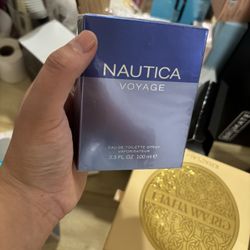 NAUTICA
VOYAGE
EAU DE TOILETTE SPRAY
VAPORISATEUR
3.3 FL OZ 100 ml e